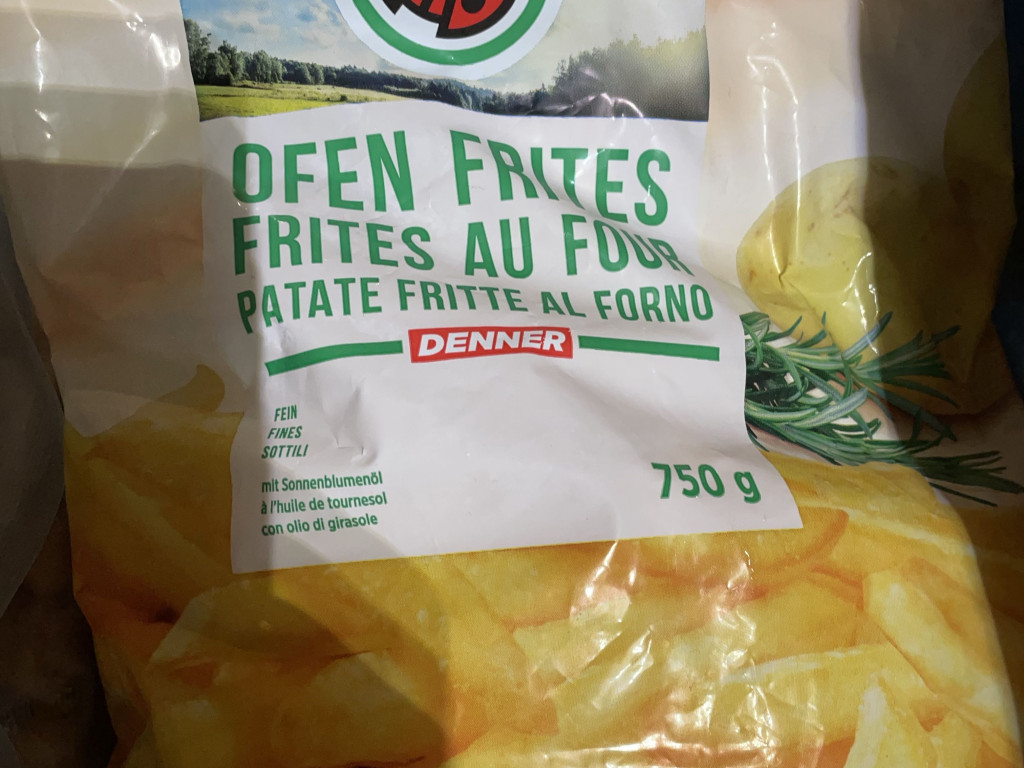 OFEN FRITES
FRITES AU FOUR
PATATE FRITTE AL FORNO
DENNER
FEIN
FINES
SOTTILI
mit Sonnenblumenöl
à l'huile de tournesol
con olio di girasole
750 g